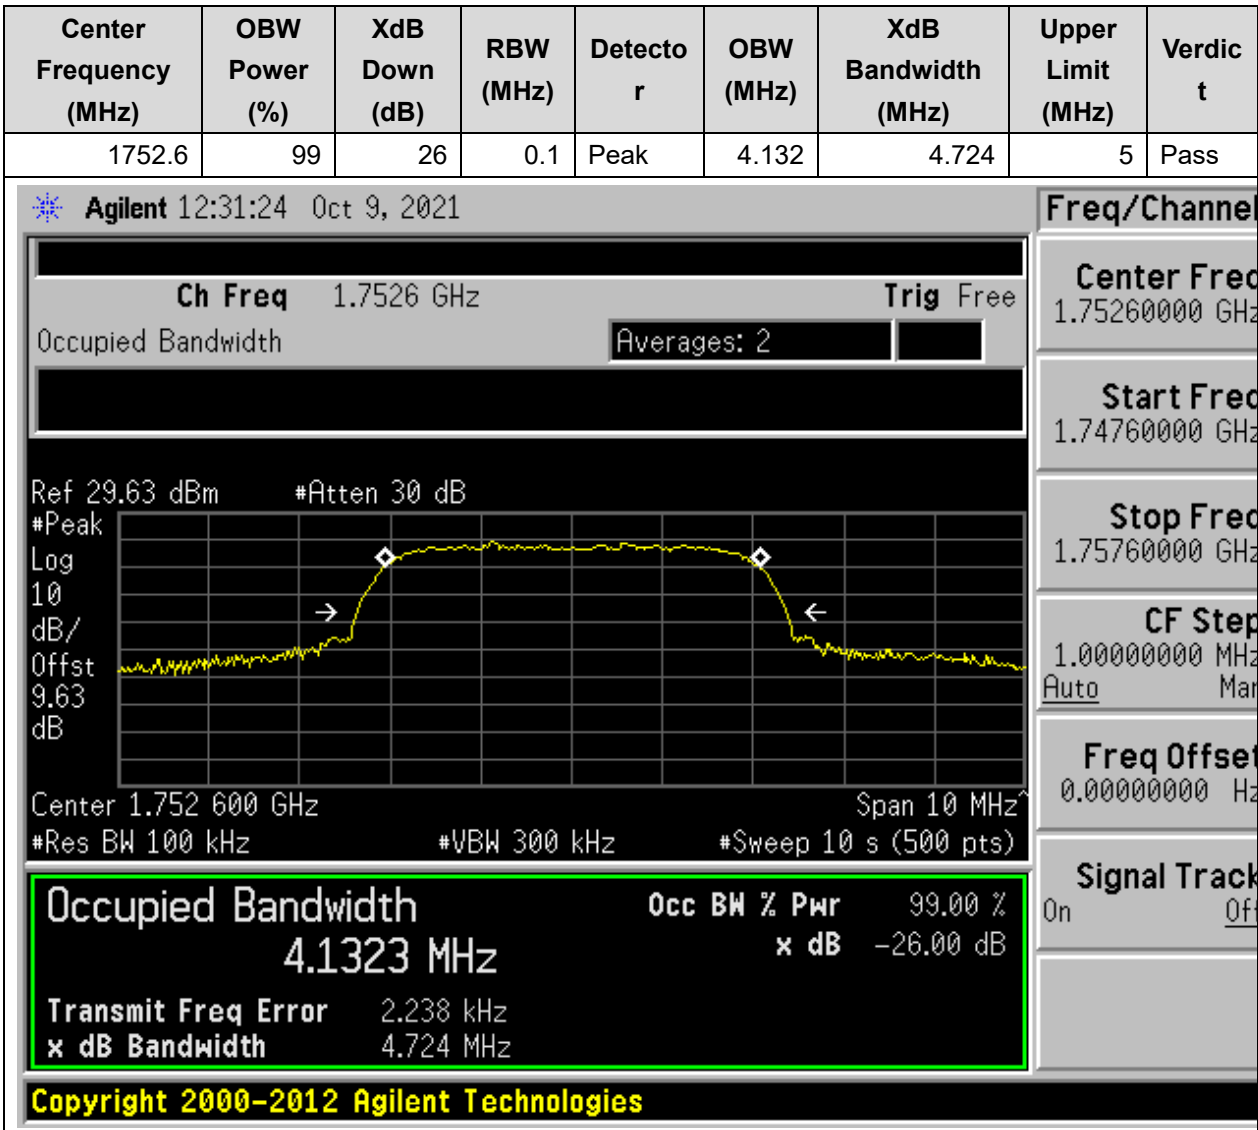 Center Frequency (MHz) OBW Power (%) XdB Down (dB) RBW (MHz) Detector OBW (MHz) XdB Bandwidth (MHz) Upper Limit (MHz) Verdict
1752.6 99 26 0.1 Peak 4.132 4.724 5 Pass
Agilent 12:31:24 Oct 9, 2021
Freq/Channel
Ch Freq 1.7526 GHz Trig Free
Occupied Bandwidth Averages: 2
Center Freq
1.75260000 GHz
Start Freq
1.74760000 GHz
Stop Freq
1.75760000 GHz
CF Step
1.00000000 MHz
Auto Man
Freq Offset
0.00000000 Hz
Signal Track
On Off
Ref 29.63 dBm #Atten 30 dB
#Peak
Log
10
dB/
Offst
9.63
dB
Center 1.752 600 GHz Span 10 MHz^
#Res BW 100 kHz #VBW 300 kHz #Sweep 10 s (500 pts)
Occupied Bandwidth Occ BW % Pwr 99.00 %
4.1323 MHz x dB -26.00 dB
Transmit Freq Error 2.238 kHz
x dB Bandwidth 4.724 MHz
Copyright 2000-2012 Agilent Technologies